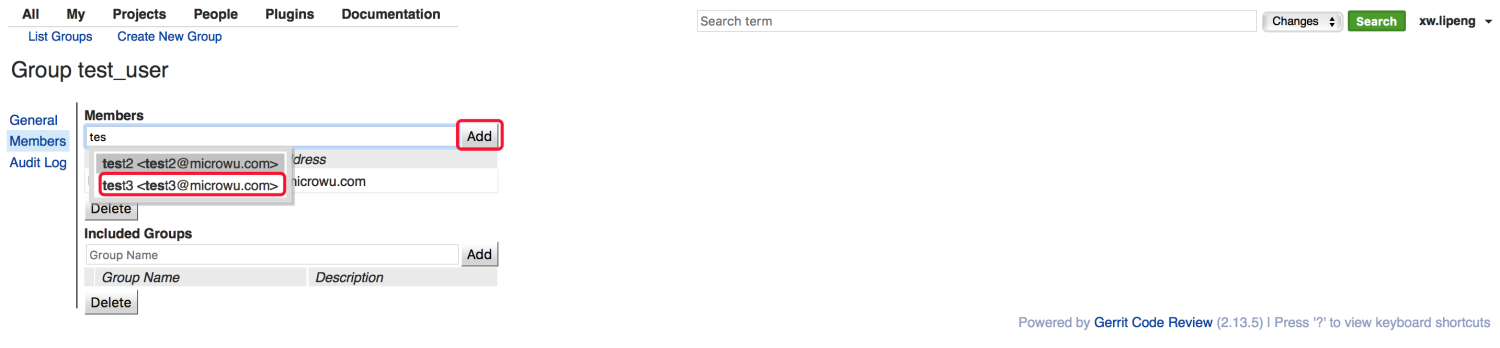 All My Projects People Plugins Documentation
Search term Changes Search xw.lipeng
List Groups Create New Group
Group test_user
General
Members
Audit Log
Members
tes Add
test2 <test2@microwu.com>
test3 <test3@microwu.com>
dress
microwu.com
Delete
Included Groups
Group Name Add
Group Name Description
Delete
Powered by Gerrit Code Review (2.13.5) | Press '?' to view keyboard shortcuts